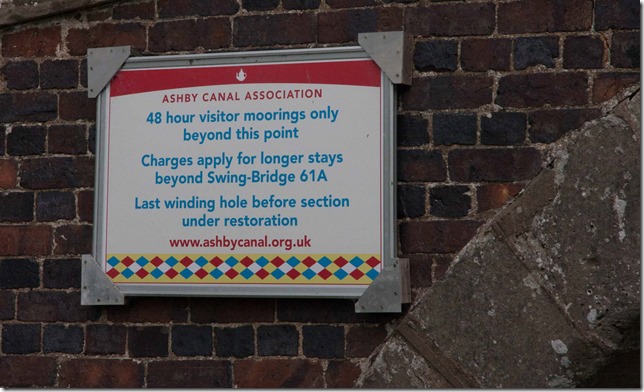 ASHBY CANAL ASSOCIATION
48 hour visitor moorings only
beyond this point
Charges apply for longer stays
beyond Swing-Bridge 61A
Last winding hole before section
under restoration
www.ashbycanal.org.uk